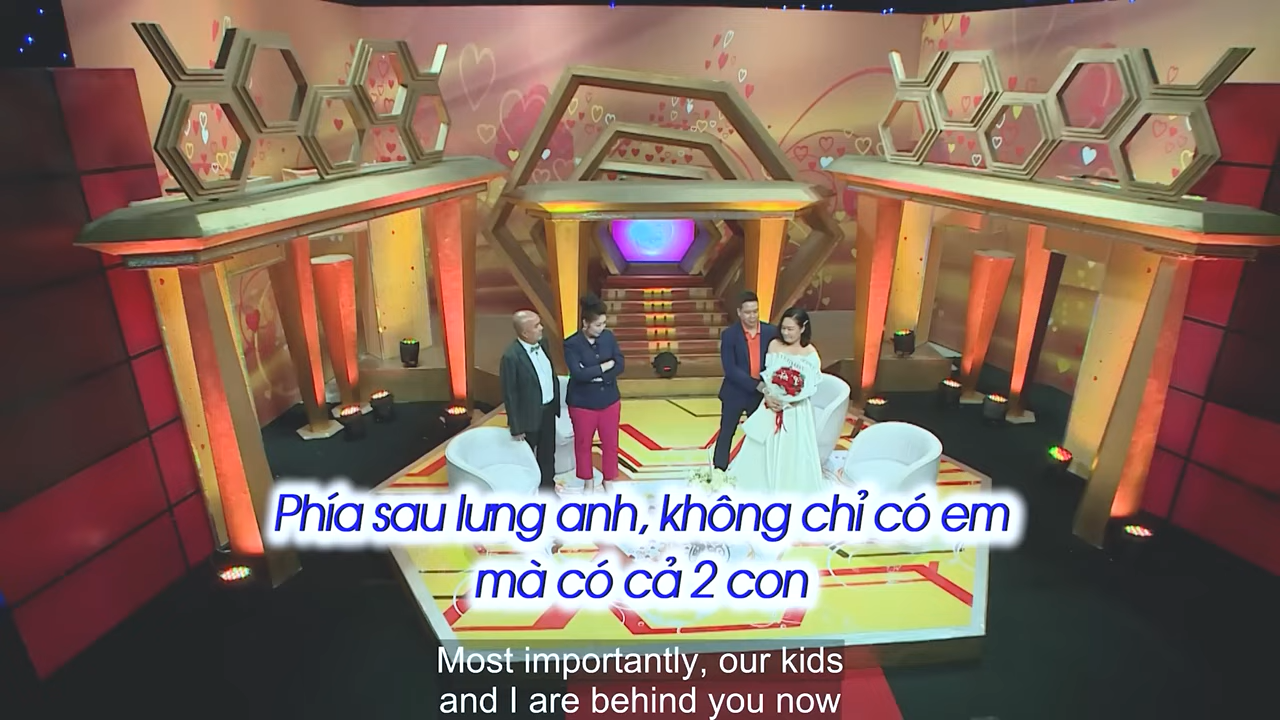 Phía sau lưng anh, không chỉ có em
mà có cả 2 con
Most importantly, our kids
and I are behind you now